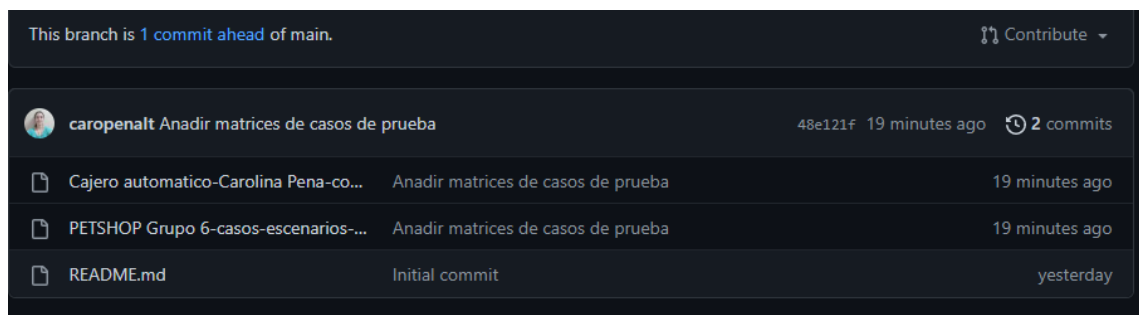 This branch is 1 commit ahead of main. Contribute
caropenalt Anadir matrices de casos de prueba 48e121f 19 minutes ago 2 commits
Cajero automatico-Carolina Pena-co... Anadir matrices de casos de prueba 19 minutes ago
PETSHOP Grupo 6-casos-escenarios-... Anadir matrices de casos de prueba 19 minutes ago
README.md Initial commit yesterday